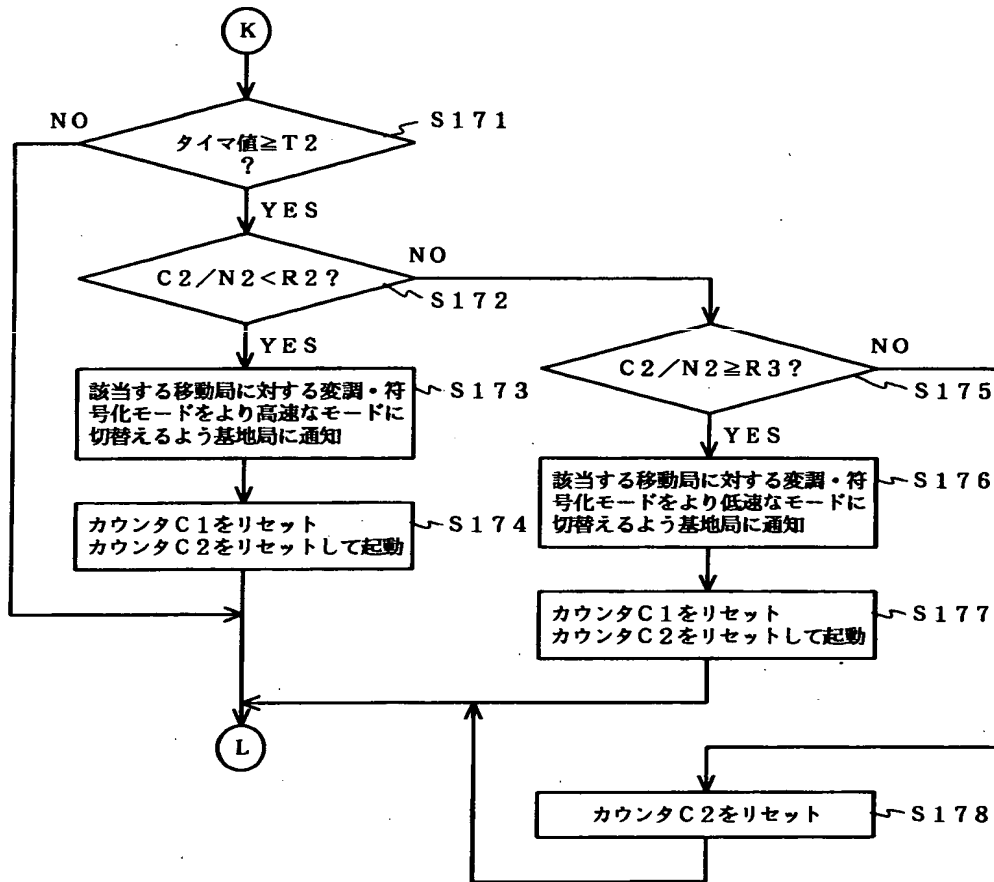 K
NO
S171
タイマ値≧T2
?
YES
NO
C2/N2<R2?
S172
YES
NO
C2/N2≧R3?
S175
該当する移動局に対する変調・符
号化モードをより高速なモードに
切替えるよう基地局に通知
S173
YES
該当する移動局に対する変調・符
号化モードをより低速なモードに
切替えるよう基地局に通知
S176
カウンタC1をリセット
カウンタC2をリセットして起動
S174
カウンタC1をリセット
カウンタC2をリセットして起動
S177
L
カウンタC2をリセット
S178